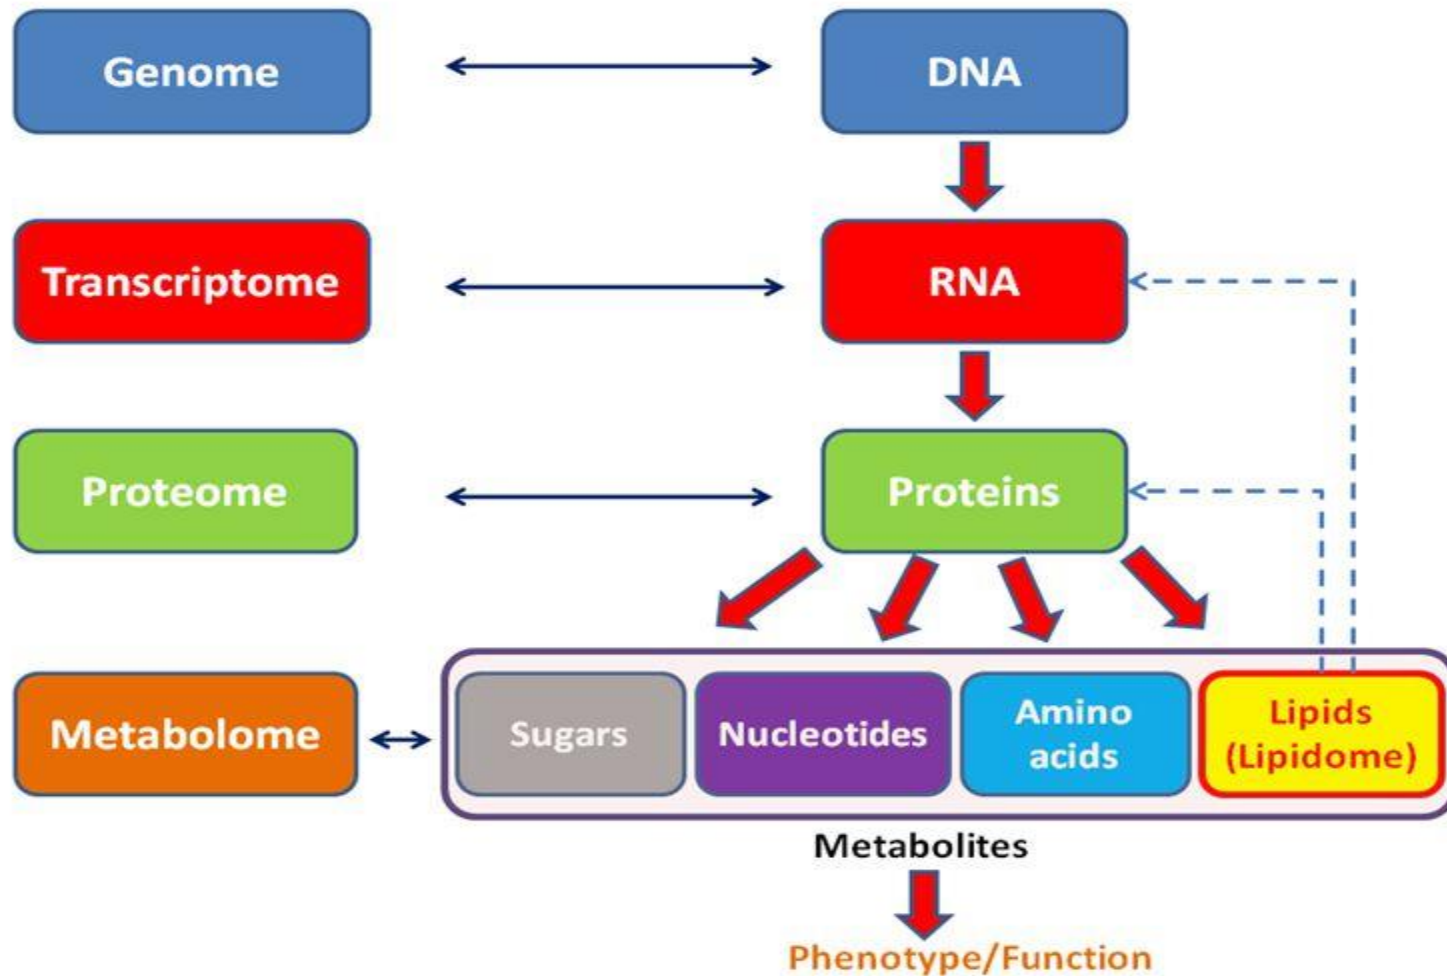 Genome
DNA
Transcriptome
RNA
Proteome
Proteins
Metabolome
Sugars
Nucleotides
Amino
acids
Lipids
(Lipidome)
Metabolites
Phenotype/Function